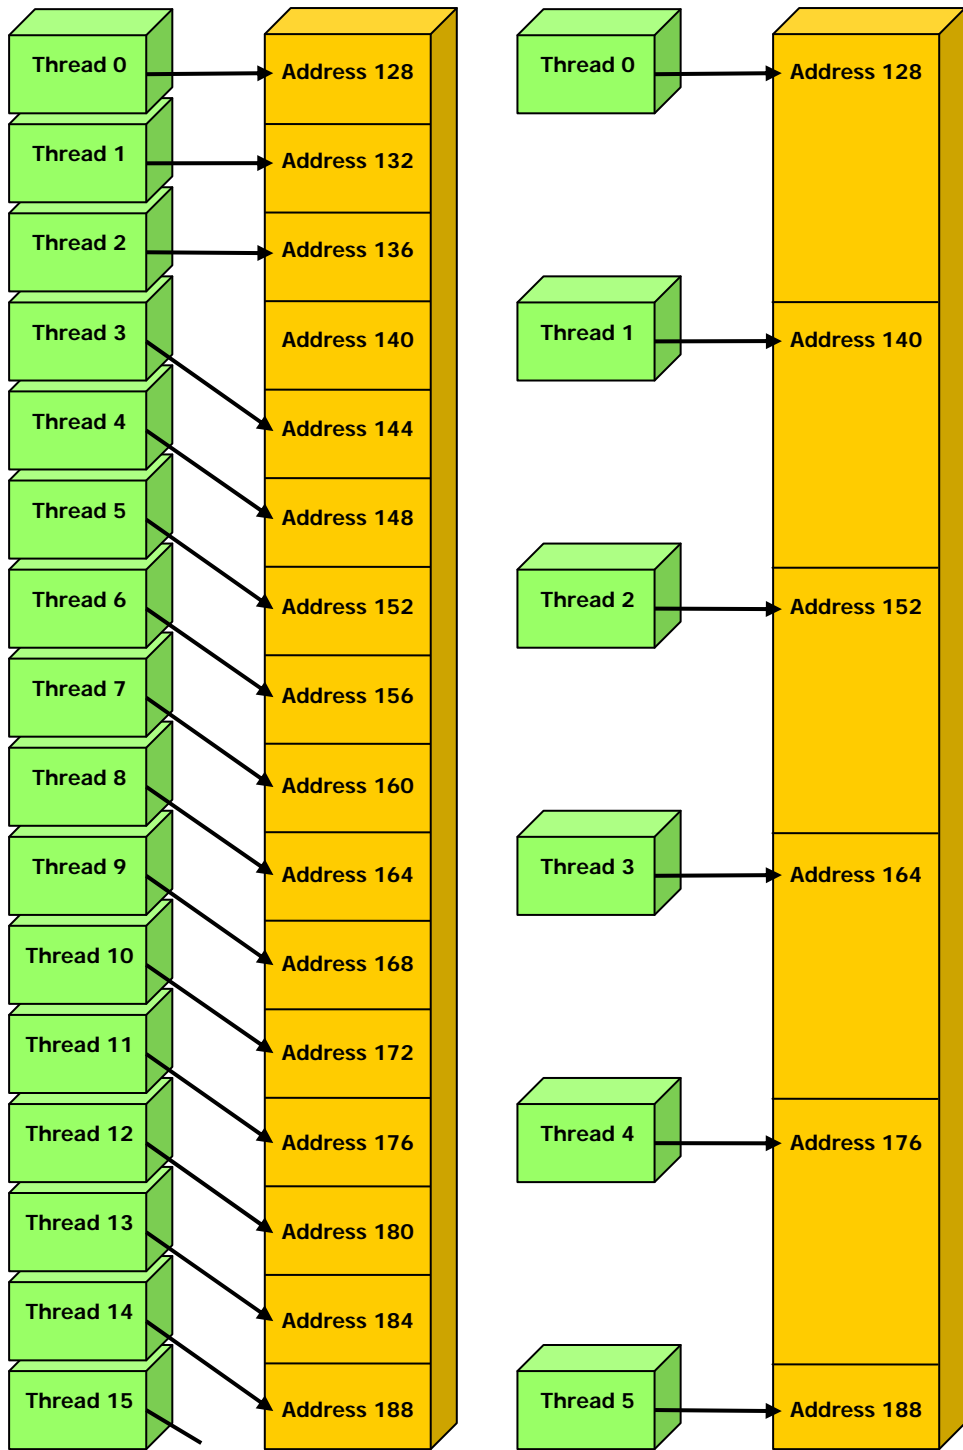 Thread 0
Thread 1
Thread 2
Thread 3
Thread 4
Thread 5
Thread 6
Thread 7
Thread 8
Thread 9
Thread 10
Thread 11
Thread 12
Thread 13
Thread 14
Thread 15
Address 128
Address 132
Address 136
Address 140
Address 144
Address 148
Address 152
Address 156
Address 160
Address 164
Address 168
Address 172
Address 176
Address 180
Address 184
Address 188
Thread 0
Thread 1
Thread 2
Thread 3
Thread 4
Thread 5
Address 128
Address 140
Address 152
Address 164
Address 176
Address 188